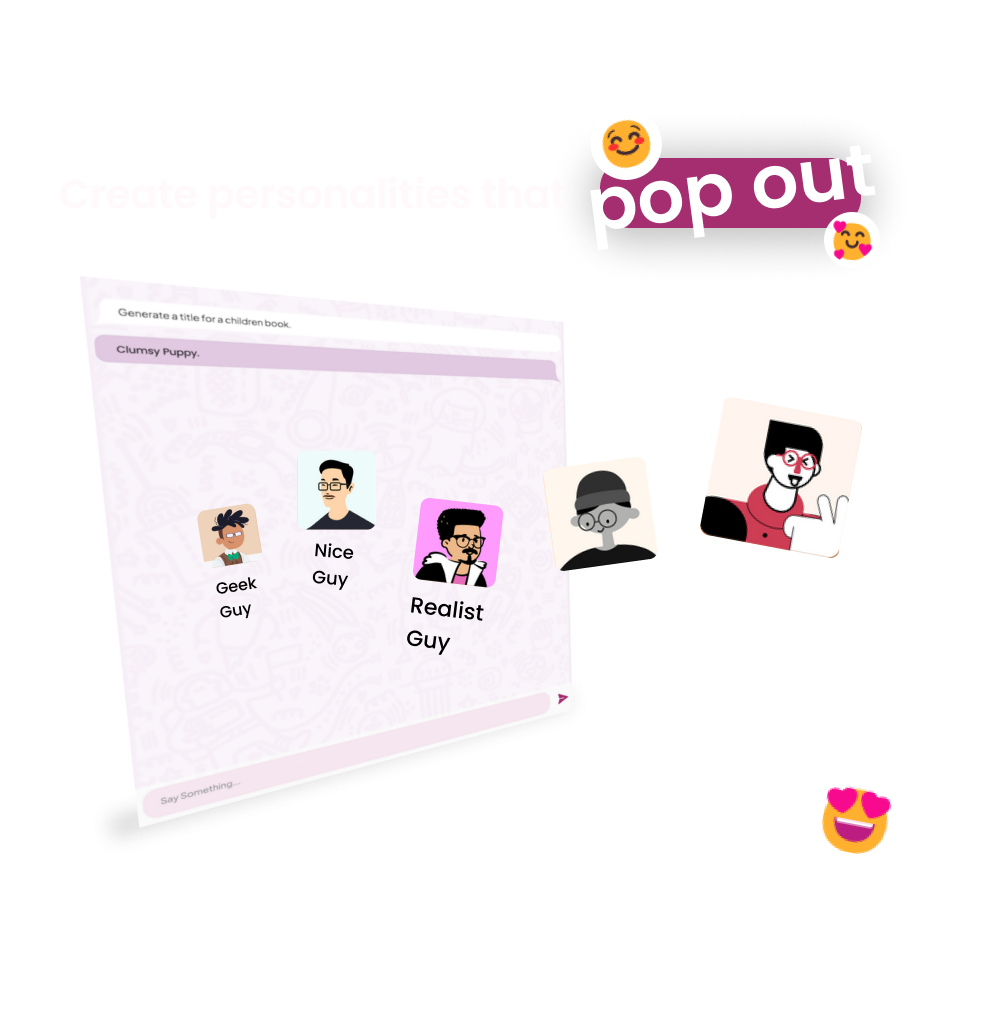 Create personalities that pop out
Generate a title for a children book.
Clumsy Puppy.
Geek
Guy
Nice
Guy
Realist
Guy
Say Something...